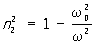 n₂² = 1 − ω₀²/ω²